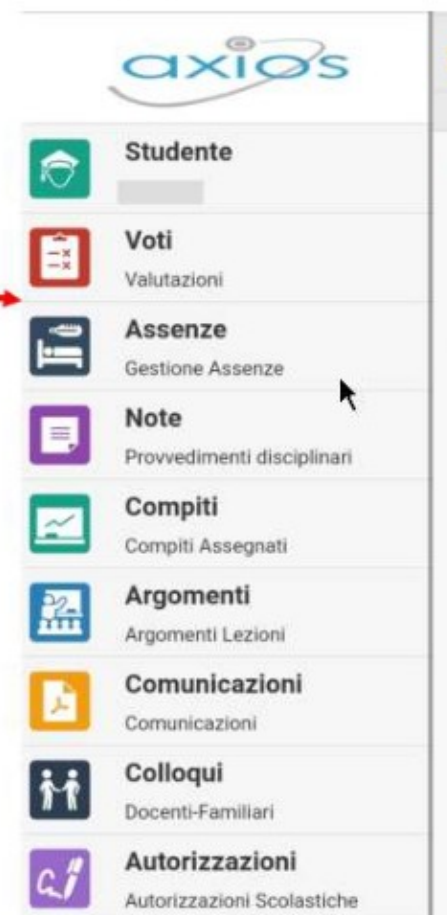 axios
Studente
Voti
Valutazioni
Assenze
Gestione Assenze
Note
Provvedimenti disciplinari
Compiti
Compiti Assegnati
Argomenti
Argomenti Lezioni
Comunicazioni
Comunicazioni
Colloqui
Docenti-Familiari
Autorizzazioni
Autorizzazioni Scolastiche